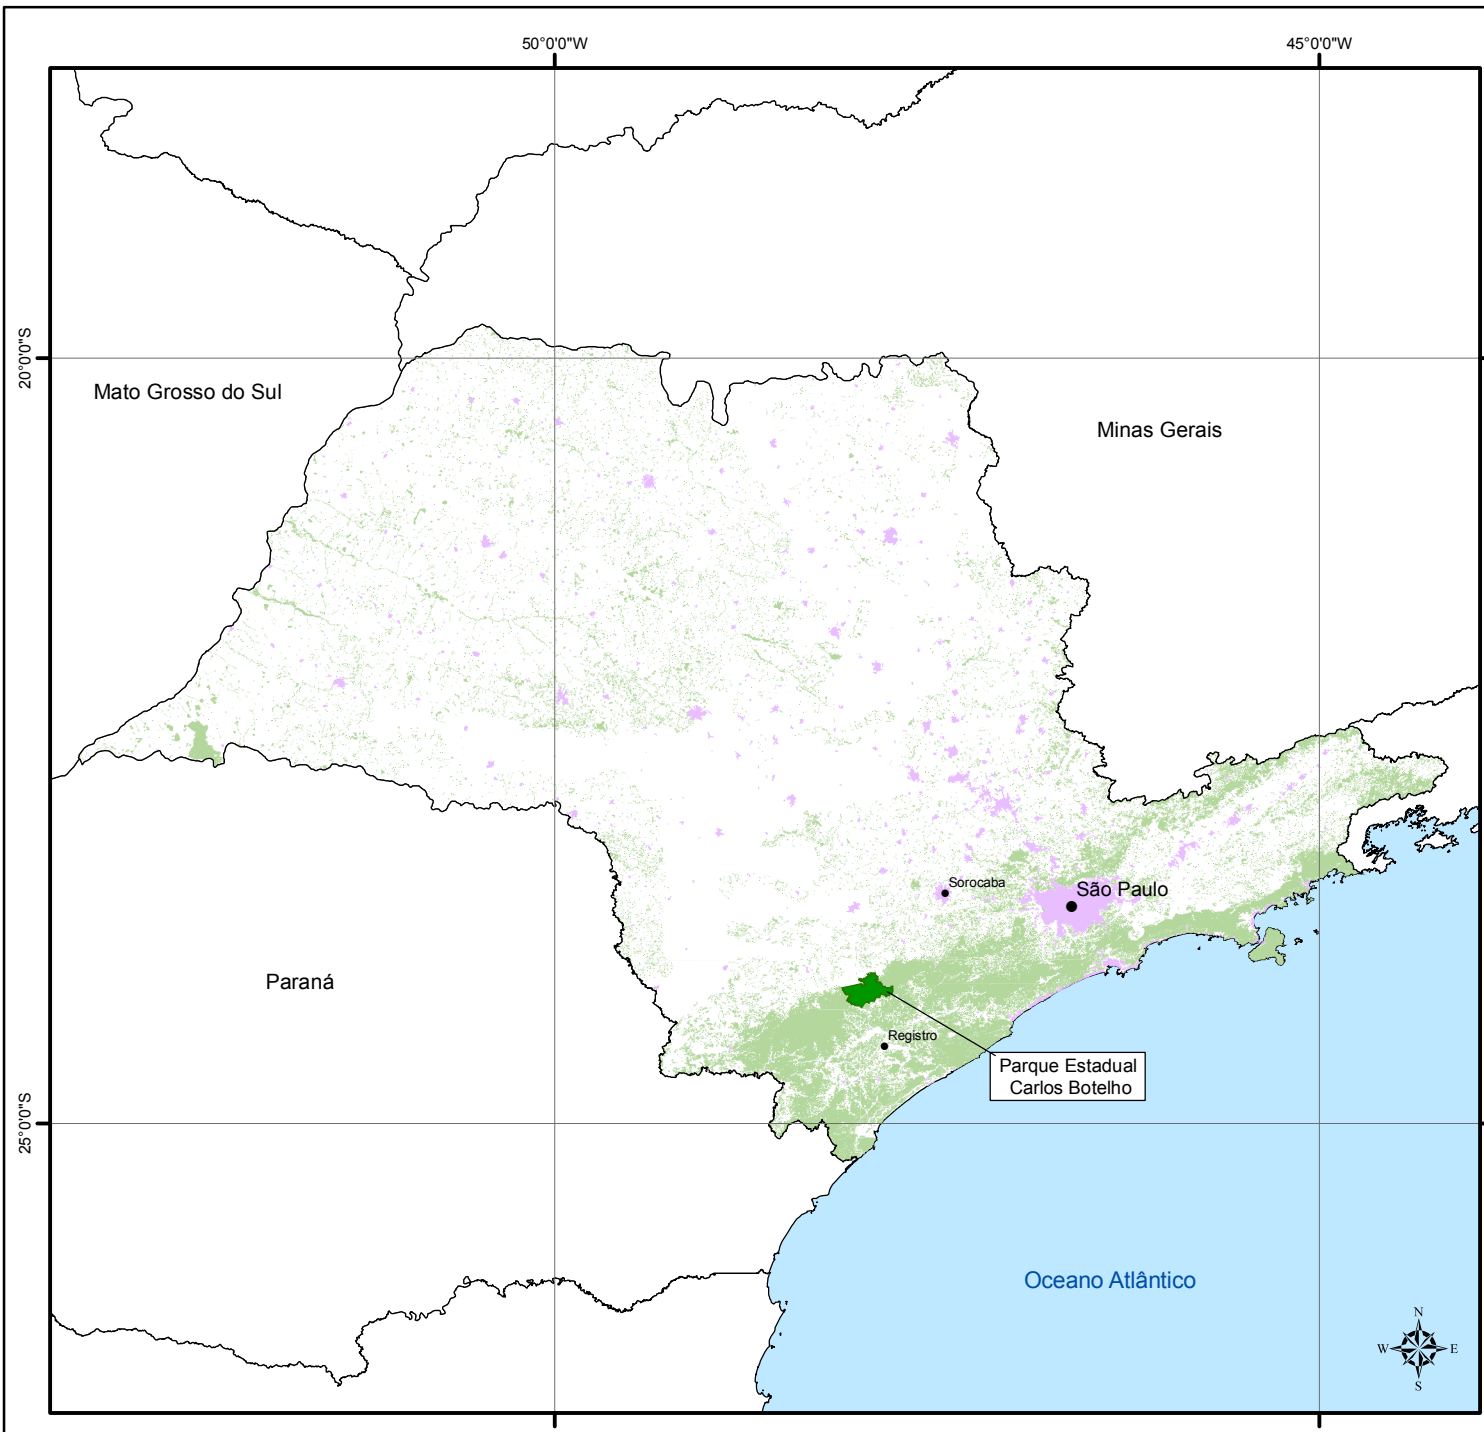 50°0'0"W
45°0'0"W
20°0'0"S
Mato Grosso do Sul
Minas Gerais
Sorocaba
São Paulo
Paraná
Registro
Parque Estadual
Carlos Botelho
25°0'0"S
Oceano Atlântico
N
W
E
S